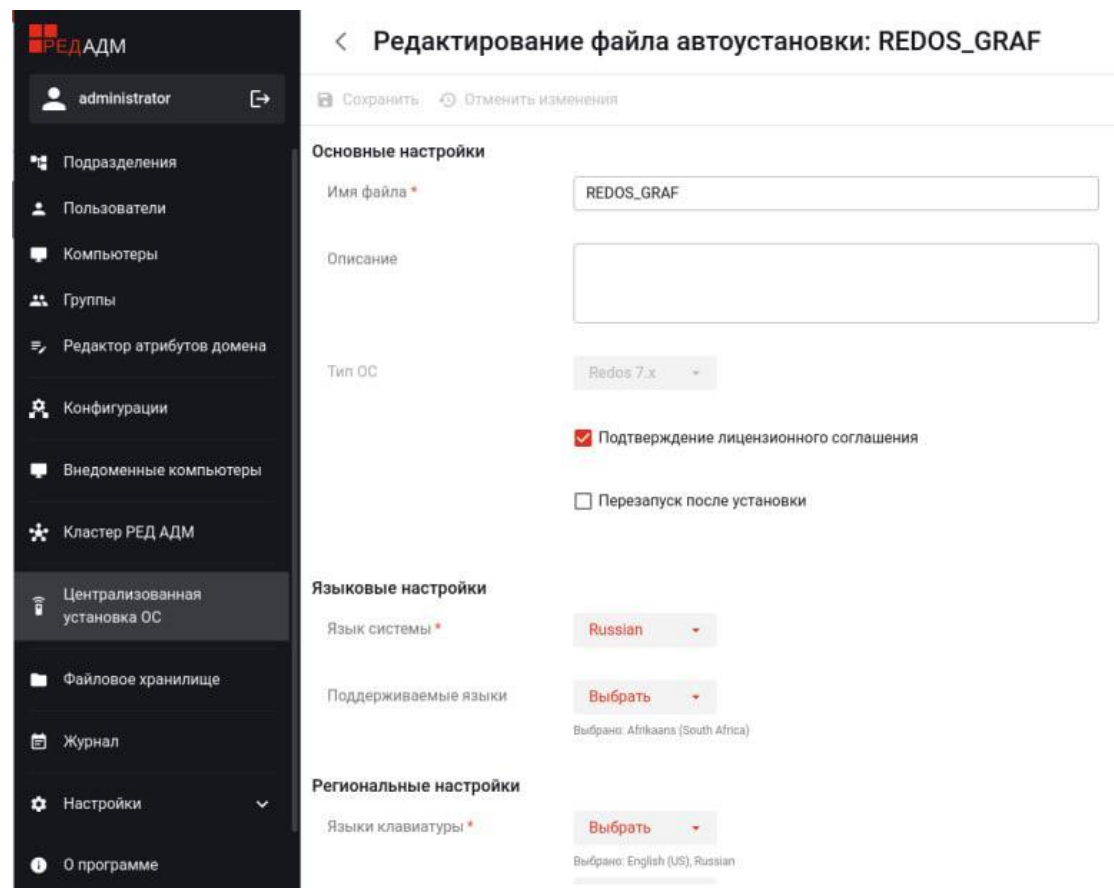 РЕДАДМ
administrator
Подразделения
Пользователи
Компьютеры
Группы
Редактор атрибутов домена
Конфигурации
Внедоменные компьютеры
Кластер РЕД АДМ
Централизованная
установка ОС
Файловое хранилище
Журнал
Настройки
О программе
Редактирование файла автоустановки: REDOS_GRAF
Сохранить Отменить изменения
Основные настройки
Имя файла * REDOS_GRAF
Описание
Тип ОС Redos 7.x
Подтверждение лицензионного соглашения
Перезапуск после установки
Языковые настройки
Язык системы * Russian
Поддерживаемые языки Выбрать
Выбрано: Afrikaans (South Africa)
Региональные настройки
Языки клавиатуры * Выбрать
Выбрано: English (US), Russian